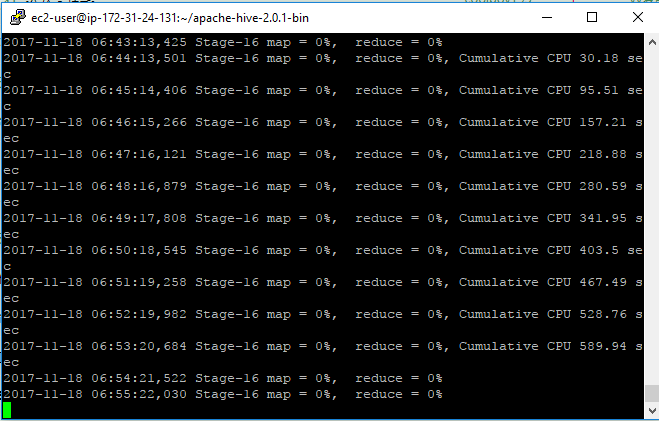 ec2-user@ip-172-31-24-131:~/apache-hive-2.0.1-bin
2017-11-18 06:43:13,425 Stage-16 map = 0%,  reduce = 0%
2017-11-18 06:44:13,501 Stage-16 map = 0%,  reduce = 0%, Cumulative CPU 30.18 se
c
2017-11-18 06:45:14,406 Stage-16 map = 0%,  reduce = 0%, Cumulative CPU 95.51 se
c
2017-11-18 06:46:15,266 Stage-16 map = 0%,  reduce = 0%, Cumulative CPU 157.21 s
ec
2017-11-18 06:47:16,121 Stage-16 map = 0%,  reduce = 0%, Cumulative CPU 218.88 s
ec
2017-11-18 06:48:16,879 Stage-16 map = 0%,  reduce = 0%, Cumulative CPU 280.59 s
ec
2017-11-18 06:49:17,808 Stage-16 map = 0%,  reduce = 0%, Cumulative CPU 341.95 s
ec
2017-11-18 06:50:18,545 Stage-16 map = 0%,  reduce = 0%, Cumulative CPU 403.5 se
c
2017-11-18 06:51:19,258 Stage-16 map = 0%,  reduce = 0%, Cumulative CPU 467.49 s
ec
2017-11-18 06:52:19,982 Stage-16 map = 0%,  reduce = 0%, Cumulative CPU 528.76 s
ec
2017-11-18 06:53:20,684 Stage-16 map = 0%,  reduce = 0%, Cumulative CPU 589.94 s
ec
2017-11-18 06:54:21,522 Stage-16 map = 0%,  reduce = 0%
2017-11-18 06:55:22,030 Stage-16 map = 0%,  reduce = 0%